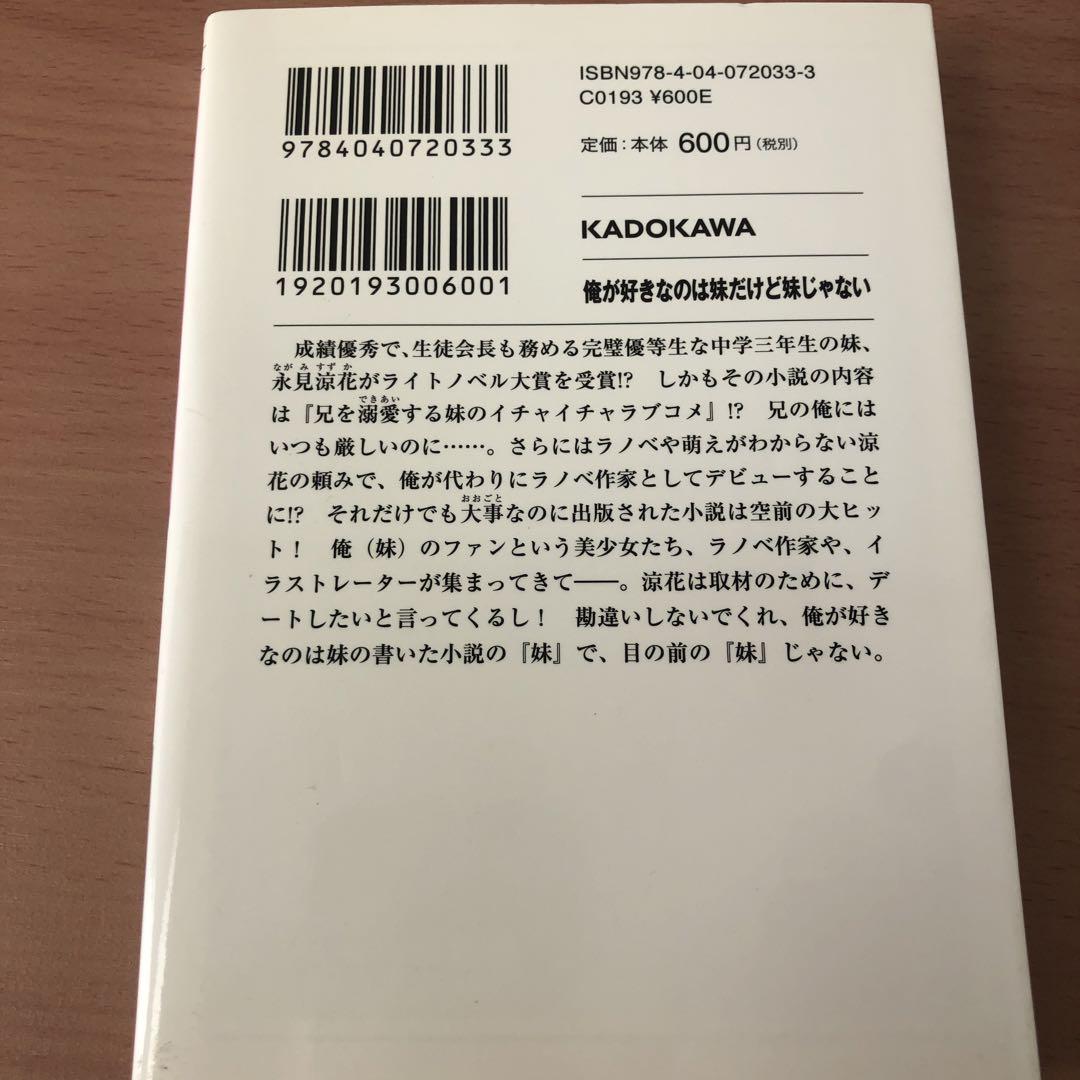 ISBN978-4-04-072033-3
C0193 ¥600E
9784040720333
定価：本体 600円（税別）
KADOKAWA
1920193006001
俺が好きなのは妹だけど妹じゃない
成績優秀で、生徒会長も務める完璧優等生な中学三年生の妹、
ながみすずか
永見涼花がライトノベル大賞を受賞!?　しかもその小説の内容
できあい
は『兄を溺愛する妹のイチャイチャラブコメ』!?　兄の俺には
いつも厳しいのに……。さらにはラノベや萌えがわからない涼
花の頼みで、俺が代わりにラノベ作家としてデビューすること
おおごと
に!?　それだけでも大事なのに出版された小説は空前の大ヒッ
ト！　俺（妹）のファンという美少女たち、ラノベ作家や、イ
ラストレーターが集まってきて――。涼花は取材のために、デ
ートしたいと言ってくるし！　勘違いしないでくれ、俺が好き
なのは妹の書いた小説の『妹』で、目の前の『妹』じゃない。